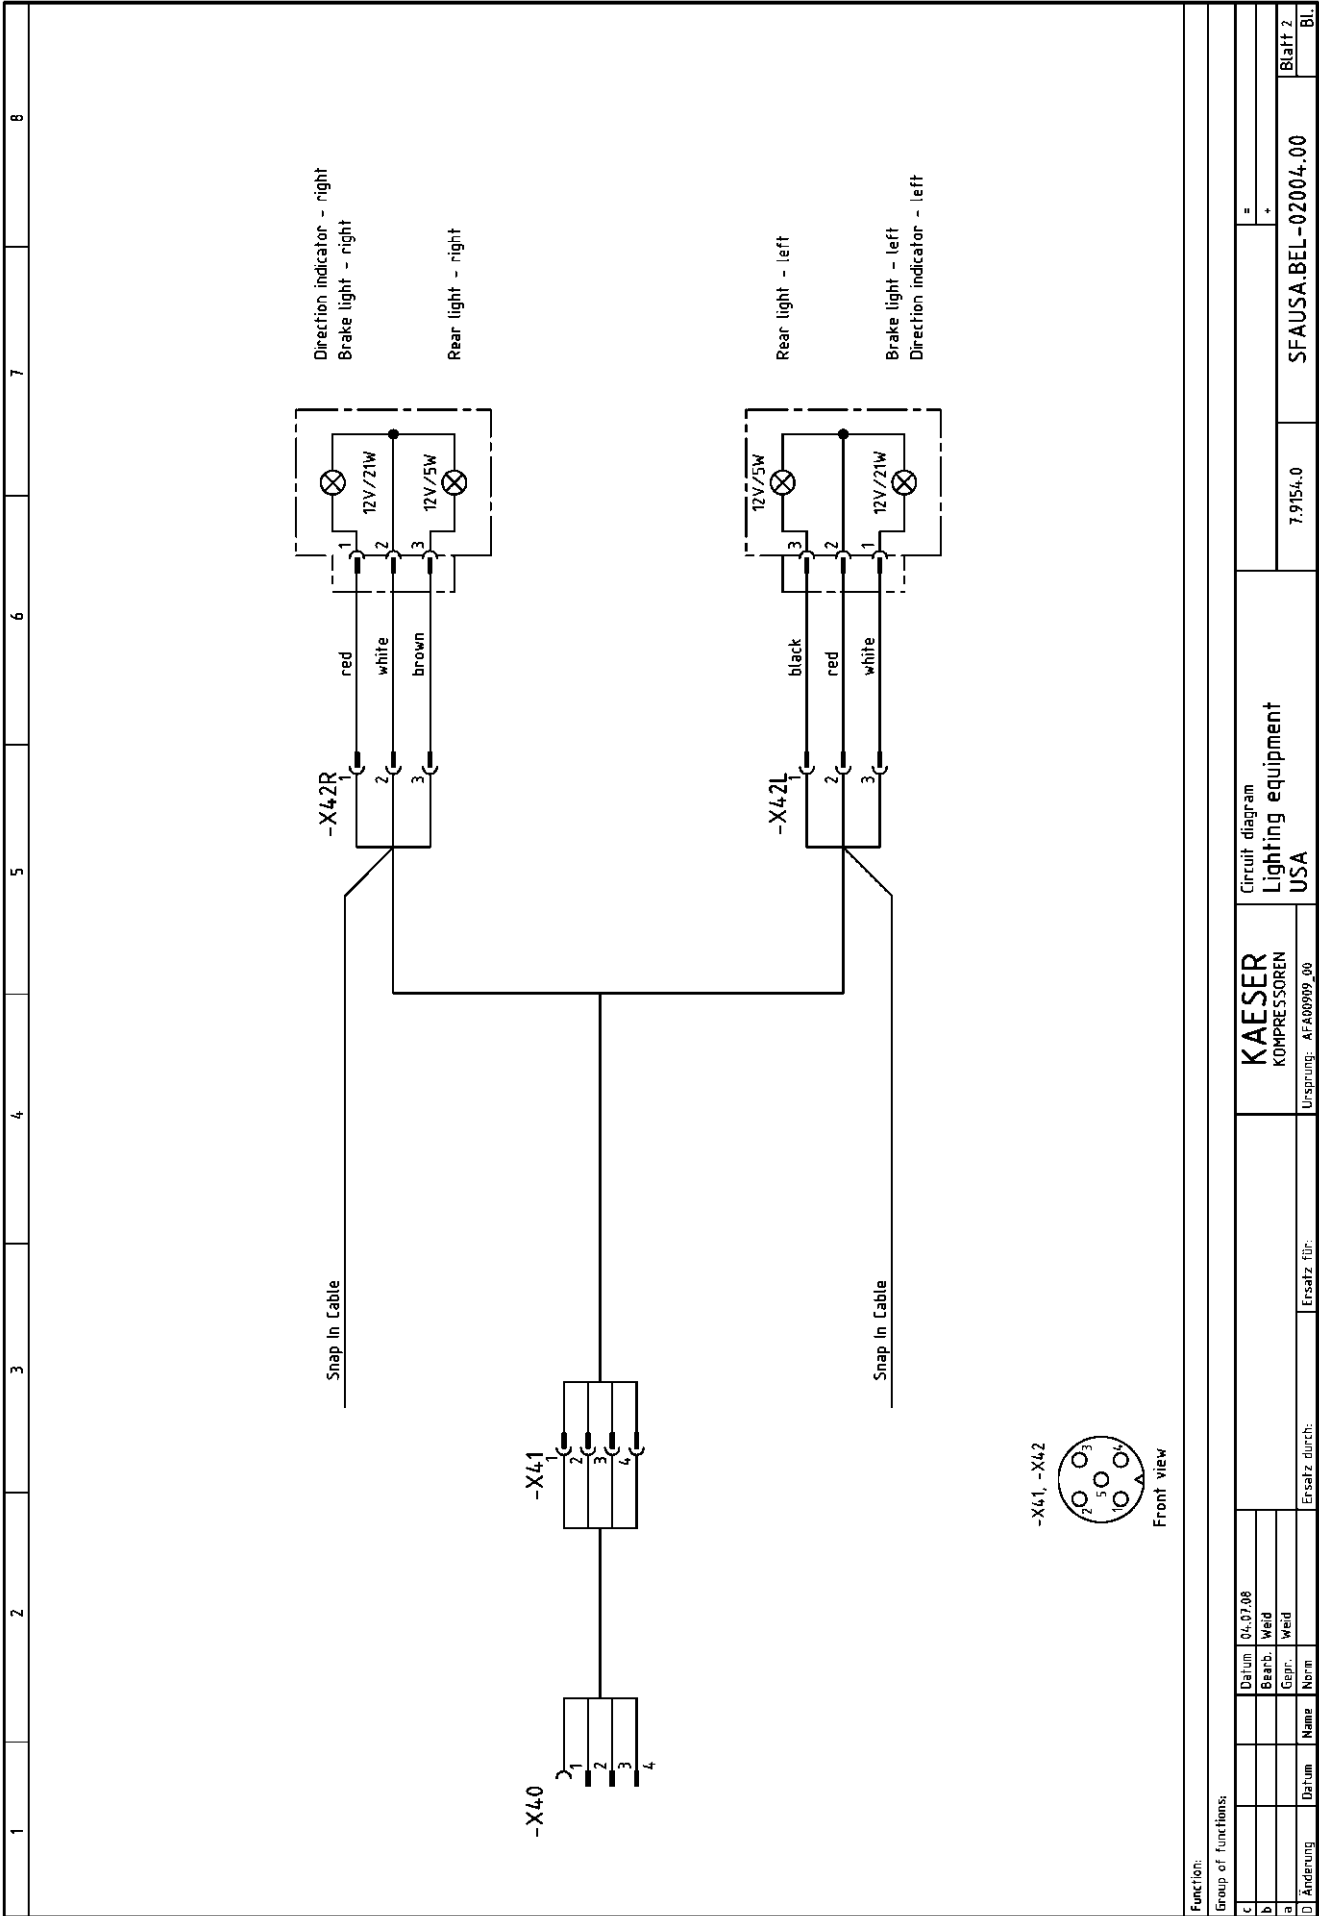 1 2 3 4 5 6 7 8
Direction indicator - right
Brake light - right
Rear light - right
12V/21W
12V/5W
1
2
3
red
white
brown
-X42R
1
2
3
Snap In Cable
-X40
1
2
3
4
-X41
1
2
3
4
Rear light - left
Brake light - left
Direction indicator - left
12V/5W
12V/21W
3
2
1
black
red
white
-X42L
1
2
3
Snap In Cable
-X41, -X42
2 3
5
1 4
Front view
Function:
Group of functions:
c
b
a
D Änderung Datum Name
Datum 04.07.08
Bearb. Weid
Gepr. Weid
Norm
Ersatz durch:
Ersatz für:
KAESER
KOMPRESSOREN
Ursprung: AFA00909_00
Circuit diagram
Lighting equipment
USA
=
+
7.9154.0
SFAUSA.BEL-02004.00
Blatt 2
Bl.